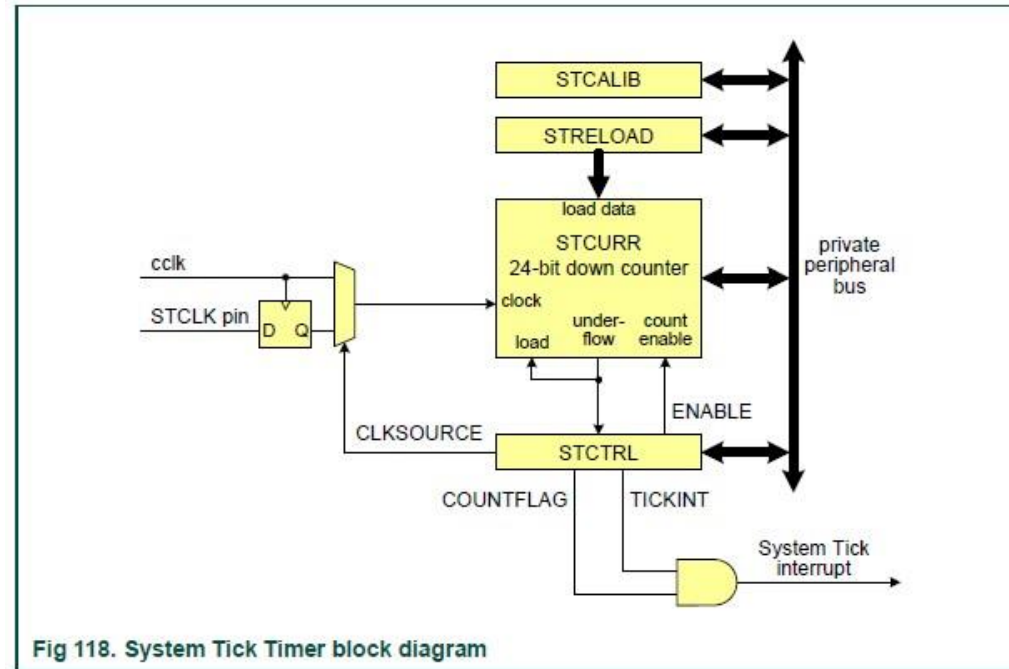 STCALIB
STRELOAD
load data
STCURR
24-bit down counter
private
peripheral
bus
cclk
clock
STCLK pin
D Q
under-
flow
count
enable
load
ENABLE
CLKSOURCE
STCTRL
COUNTFLAG
TICKINT
System Tick
interrupt
Fig 118. System Tick Timer block diagram